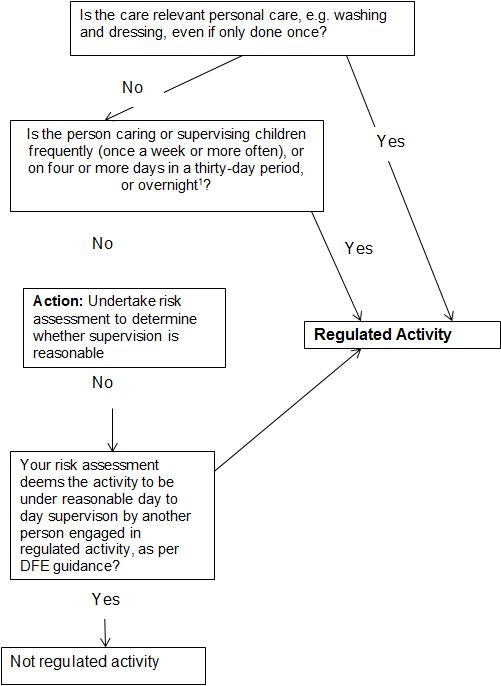 Is the care relevant personal care, e.g. washing
and dressing, even if only done once?
No
Is the person caring or supervising children
frequently (once a week or more often), or
on four or more days in a thirty-day period,
or overnight¹?
Yes
No
Yes
Action: Undertake risk
assessment to determine
whether supervision is
reasonable
Regulated Activity
No
Your risk assessment
deems the activity to be
under reasonable day to
day supervison by another
person engaged in
regulated activity, as per
DFE guidance?
Yes
Not regulated activity